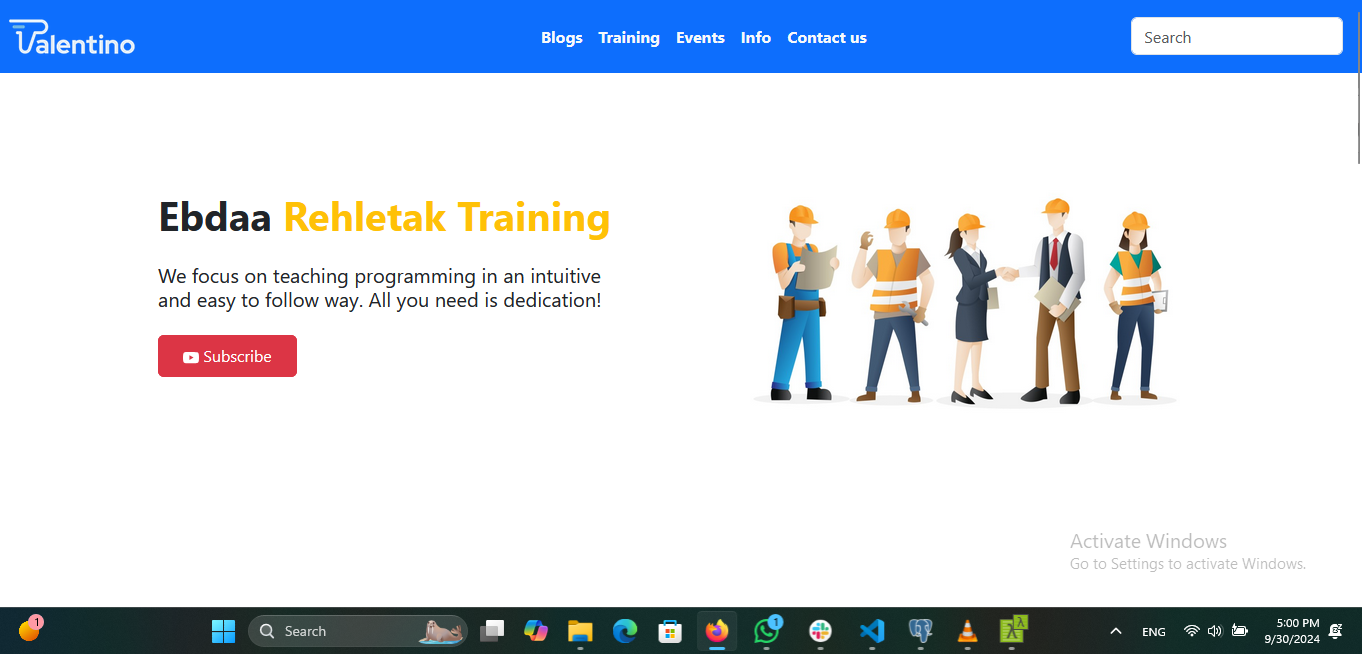 Valentino
Blogs Training Events Info Contact us
Search
Ebdaa Rehletak Training
We focus on teaching programming in an intuitive
and easy to follow way. All you need is dedication!
Subscribe
Activate Windows
Go to Settings to activate Windows.
1
Search
1
ENG
5:00 PM
9/30/2024